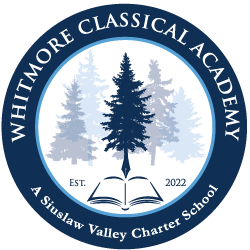 WHITMORE CLASSICAL ACADEMY
EST. 2022
A Siuslaw Valley Charter School